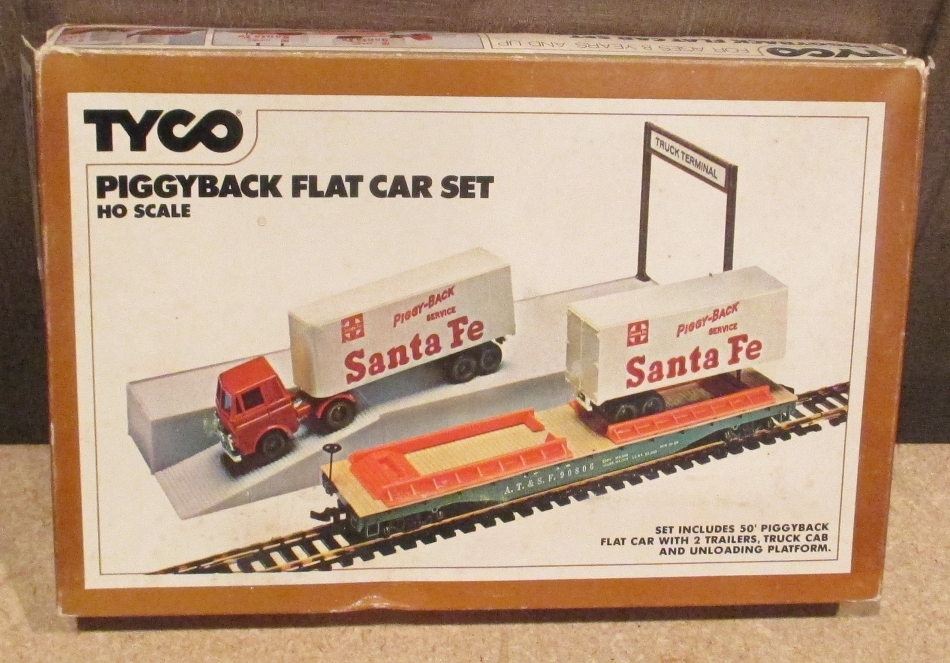 TYCO FOR AGES 8 YEARS AND UP
TYCO
PIGGYBACK FLAT CAR SET
HO SCALE
TRUCK TERMINAL
PIGGY-BACK
SERVICE
Santa Fe
PIGGY-BACK
SERVICE
Santa Fe
A.T. & S.F. 90806
SET INCLUDES 50' PIGGYBACK
FLAT CAR WITH 2 TRAILERS, TRUCK CAB
AND UNLOADING PLATFORM.